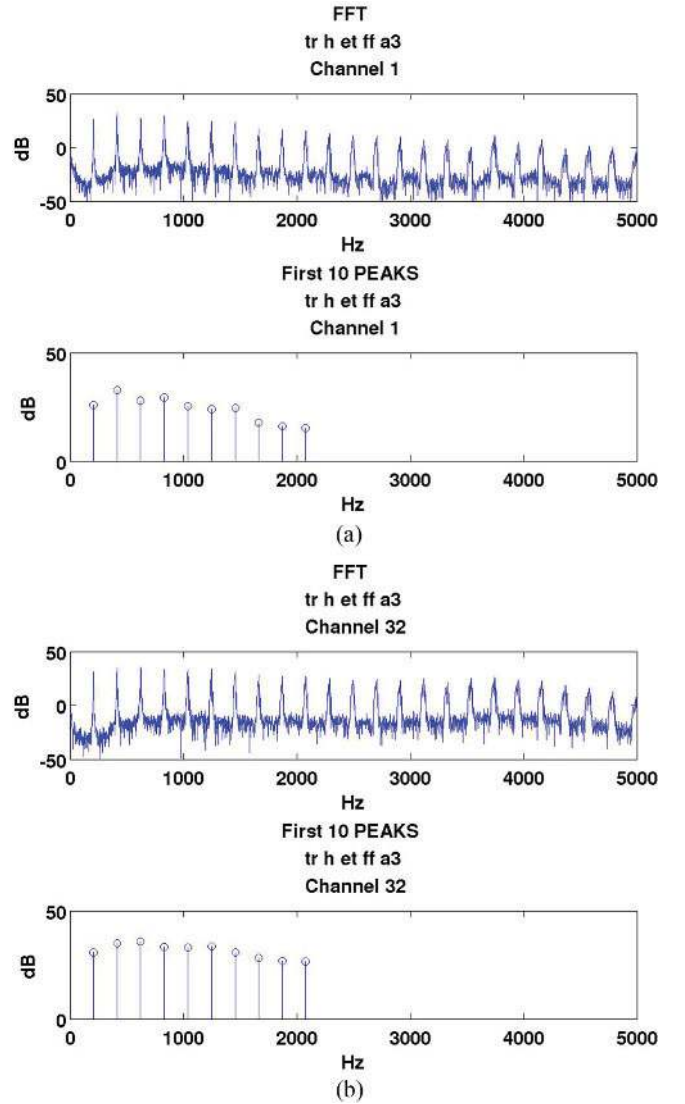 FFT
tr h et ff a3
Channel 1
50
0
-50
dB
0 1000 2000 3000 4000 5000
Hz
First 10 PEAKS
tr h et ff a3
Channel 1
50
0
dB
0 1000 2000 3000 4000 5000
Hz
(a)
FFT
tr h et ff a3
Channel 32
50
0
-50
dB
0 1000 2000 3000 4000 5000
Hz
First 10 PEAKS
tr h et ff a3
Channel 32
50
0
dB
0 1000 2000 3000 4000 5000
Hz
(b)